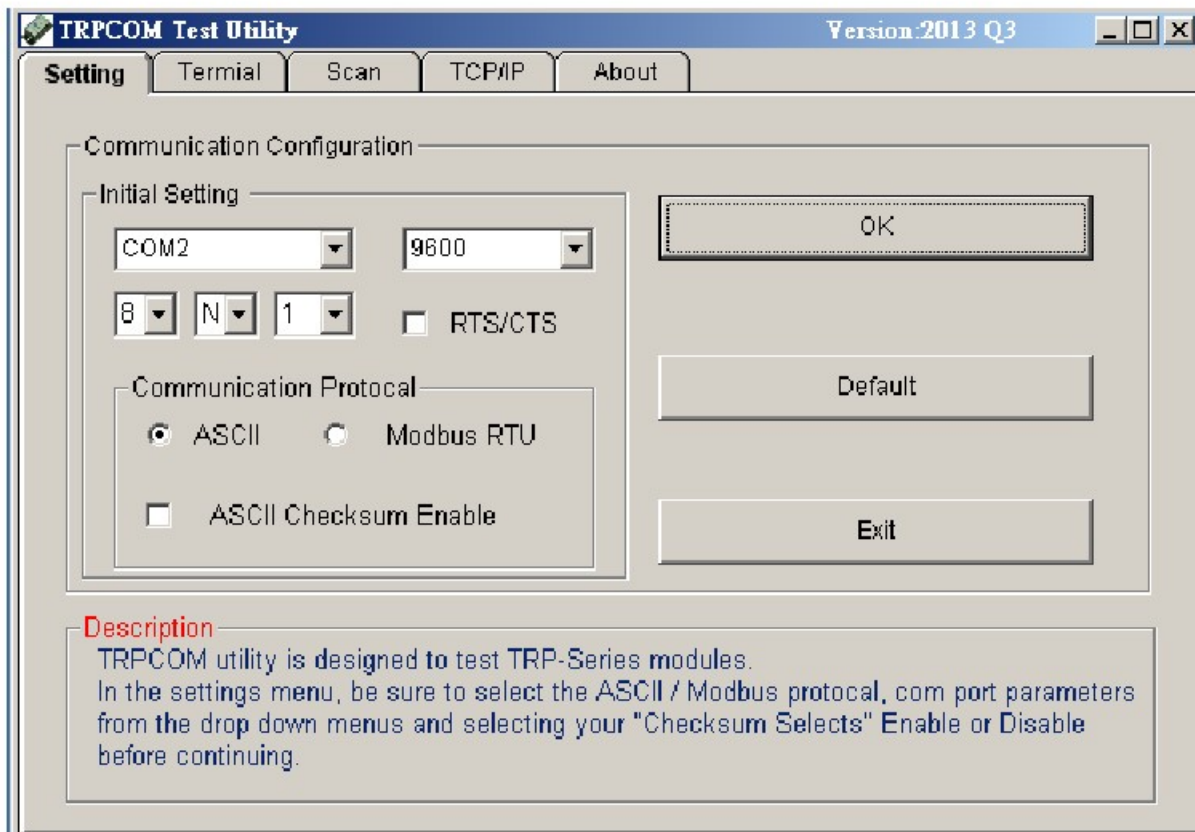 TRPCOM Test Utility Version:2013 Q3
Setting Termial Scan TCP/IP About
Communication Configuration
Initial Setting
COM2 9600
8 N 1 RTS/CTS
Communication Protocal
ASCII Modbus RTU
ASCII Checksum Enable
OK
Default
Exit
Description
TRPCOM utility is designed to test TRP-Series modules.
In the settings menu, be sure to select the ASCII / Modbus protocal, com port parameters
from the drop down menus and selecting your "Checksum Selects" Enable or Disable
before continuing.